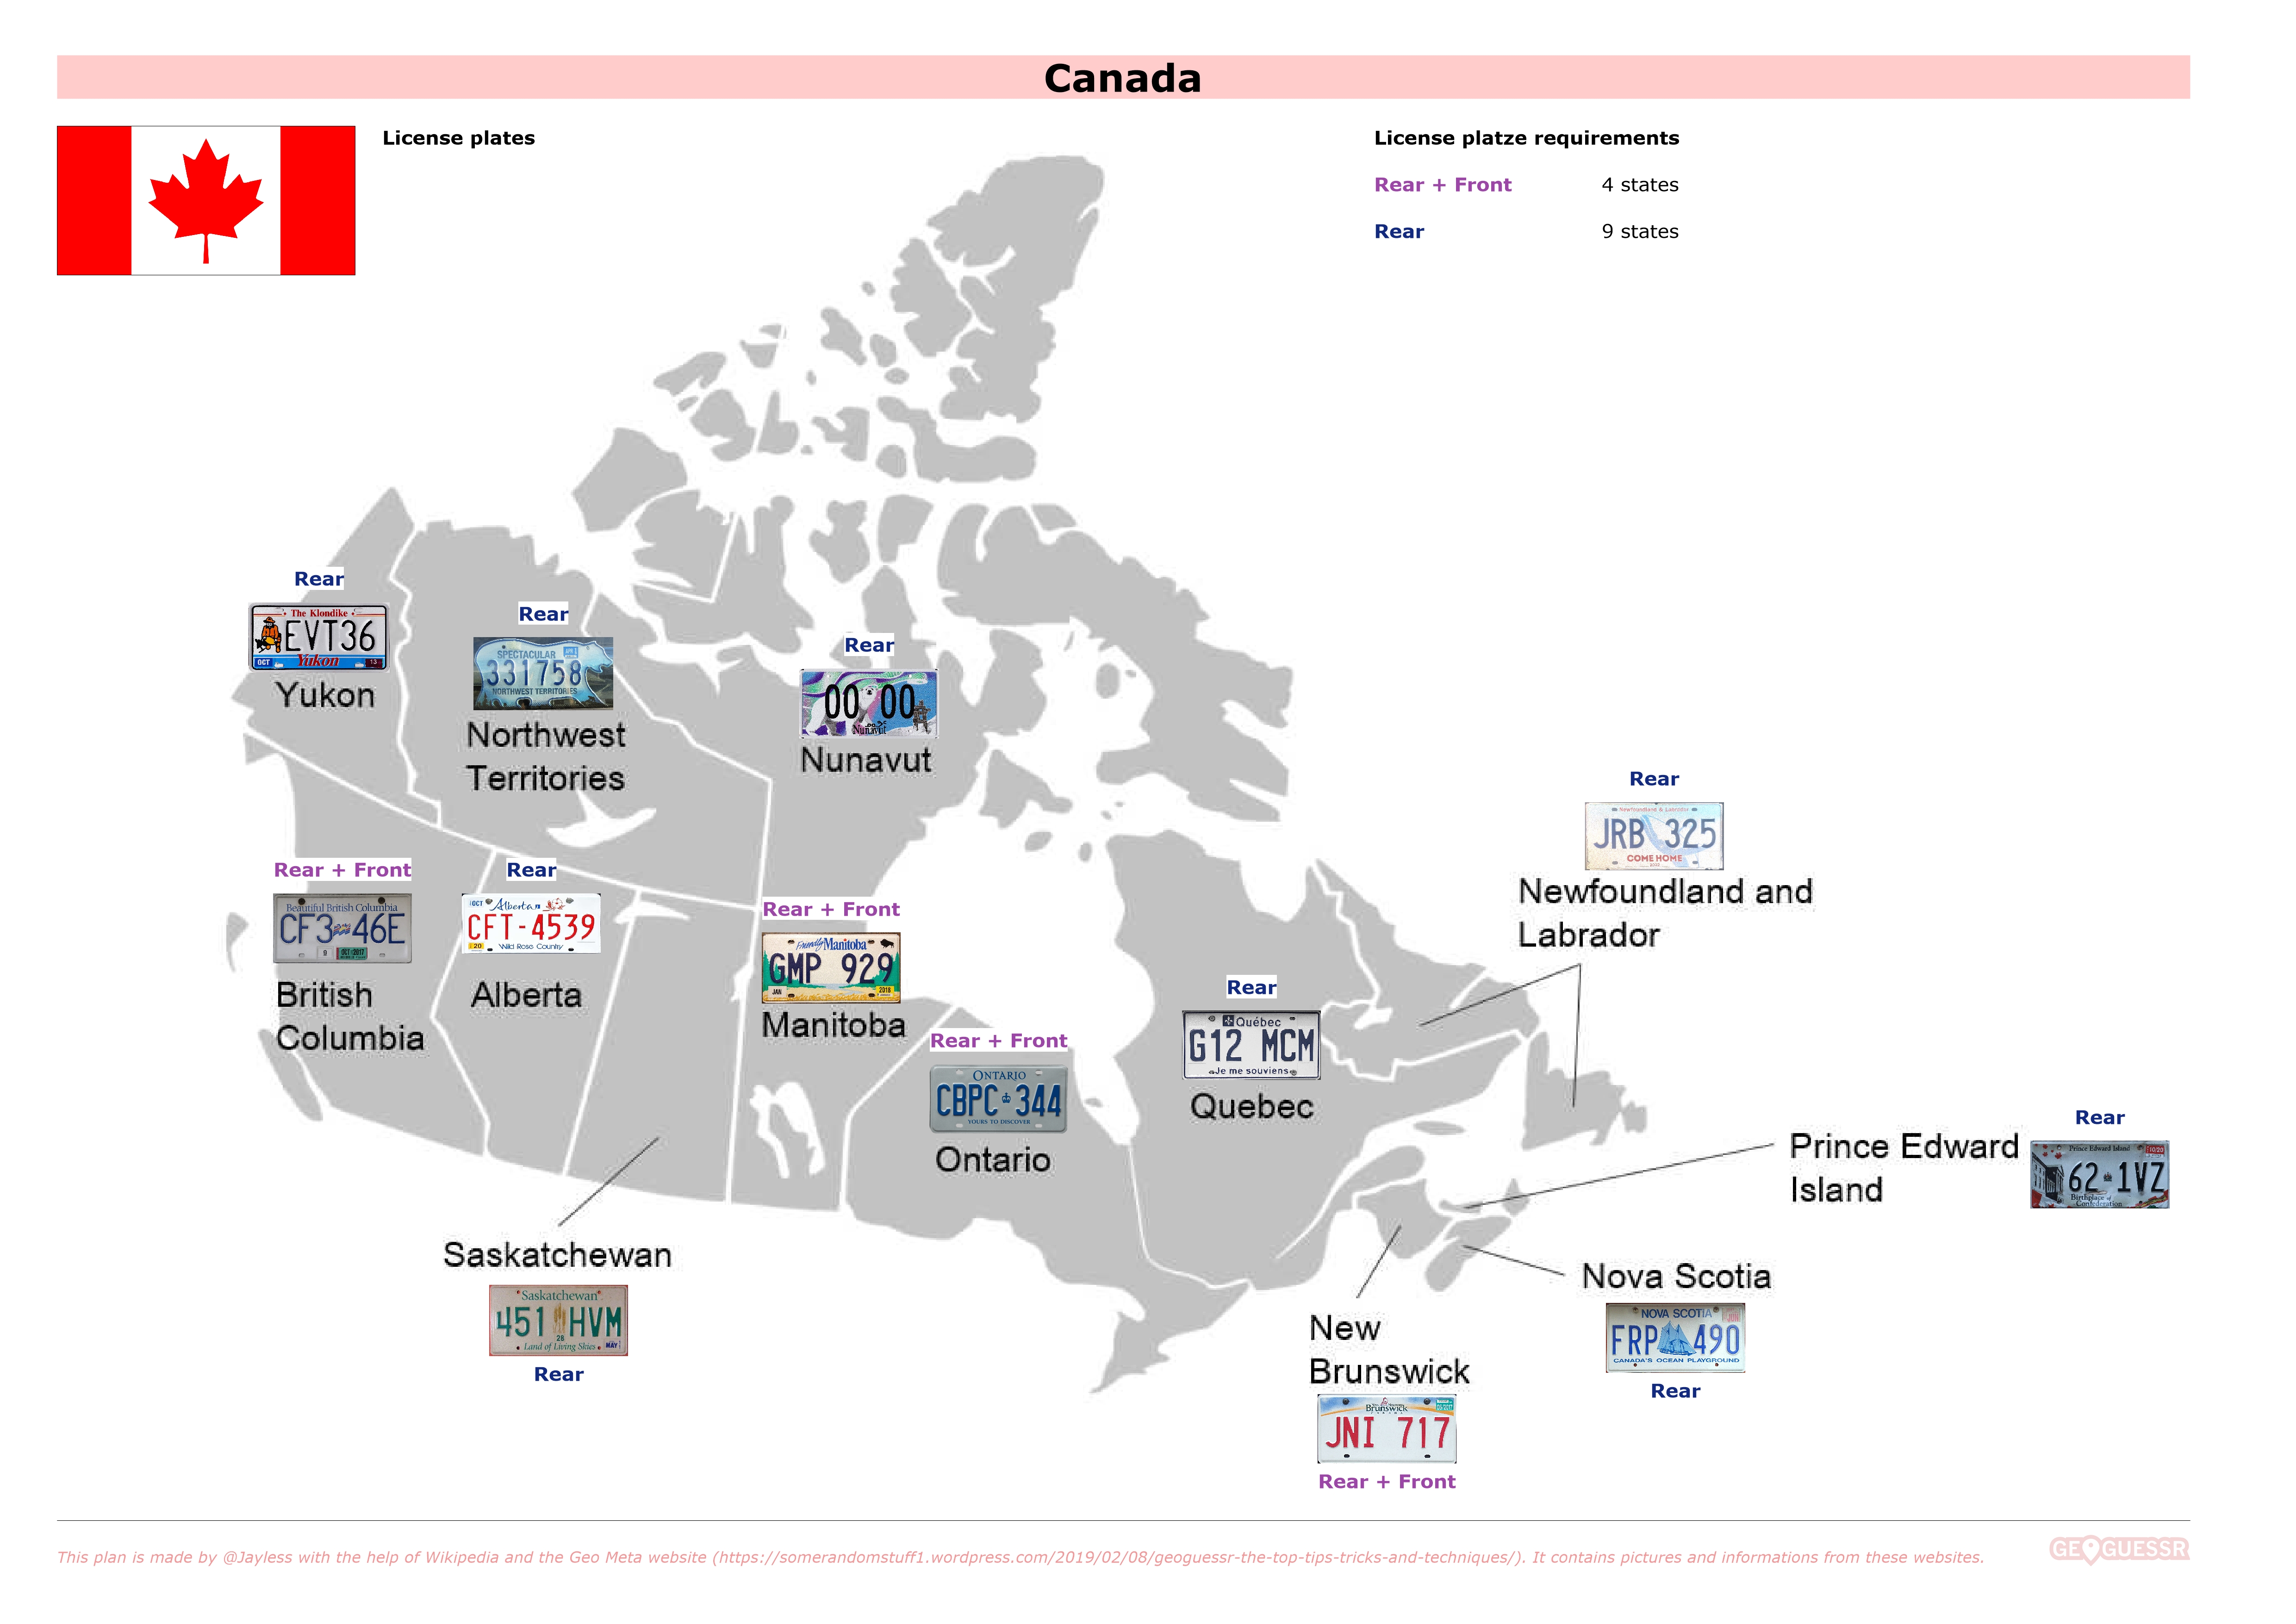 Canada
License plates
License platze requirements
Rear + Front 4 states
Rear 9 states
Rear
The Klondike
EVT36
OCT Yukon 13
Yukon
Rear
SPECTACULAR
331758
NORTHWEST TERRITORIES
Northwest
Territories
Rear
00 00
Nunavut
Nunavut
Rear
Newfoundland & Labrador
JRB 325
COME HOME
Newfoundland and
Labrador
Rear + Front
Beautiful British Columbia
CF3 46E
9 OCT-2017
British
Columbia
Rear
OCT Alberta
CFT-4539
20 Wild Rose Country
Alberta
Rear + Front
Friendly Manitoba
GMP 929
JAN 2018
Manitoba
Rear + Front
ONTARIO
CBPC 344
YOURS TO DISCOVER
Ontario
Rear
Québec
G12 MCM
Je me souviens
Quebec
Rear
Prince Edward Island 10/20
62 1VZ
Birthplace of
Confederation
Prince Edward
Island
Saskatchewan
Saskatchewan
451 HVM
28
Land of Living Skies MAY
Rear
Nova Scotia
NOVA SCOTIA
FRP 490
CANADA'S OCEAN PLAYGROUND
Rear
New
Brunswick
Brunswick
JNI 717
Rear + Front
This plan is made by @Jayless with the help of Wikipedia and the Geo Meta website (https://somerandomstuff1.wordpress.com/2019/02/08/geoguessr-the-top-tips-tricks-and-techniques/). It contains pictures and informations from these websites.
GEOGUESSR